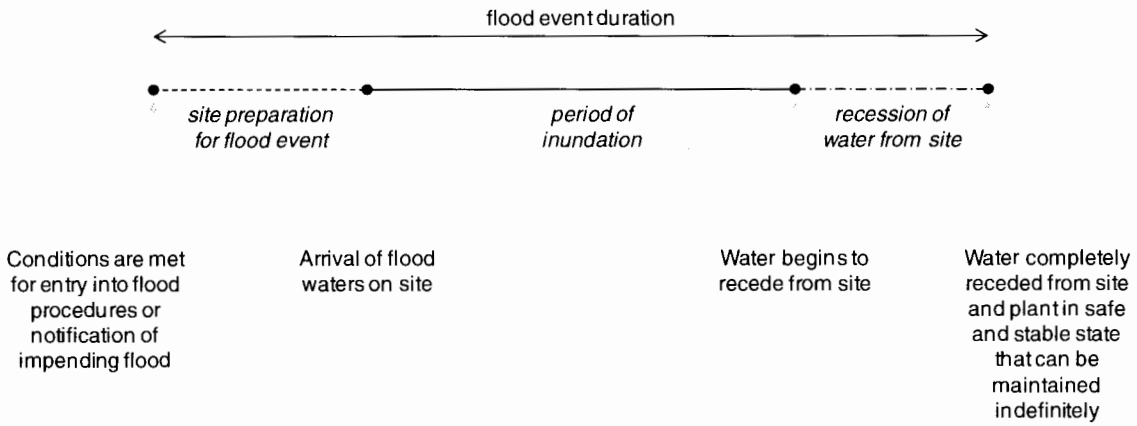 flood event duration
site preparation
for flood event
period of
inundation
recession of
water from site
Conditions are met
for entry into flood
procedures or
notification of
impending flood
Arrival of flood
waters on site
Water begins to
recede from site
Water completely
receded from site
and plant in safe
and stable state
that can be
maintained
indefinitely